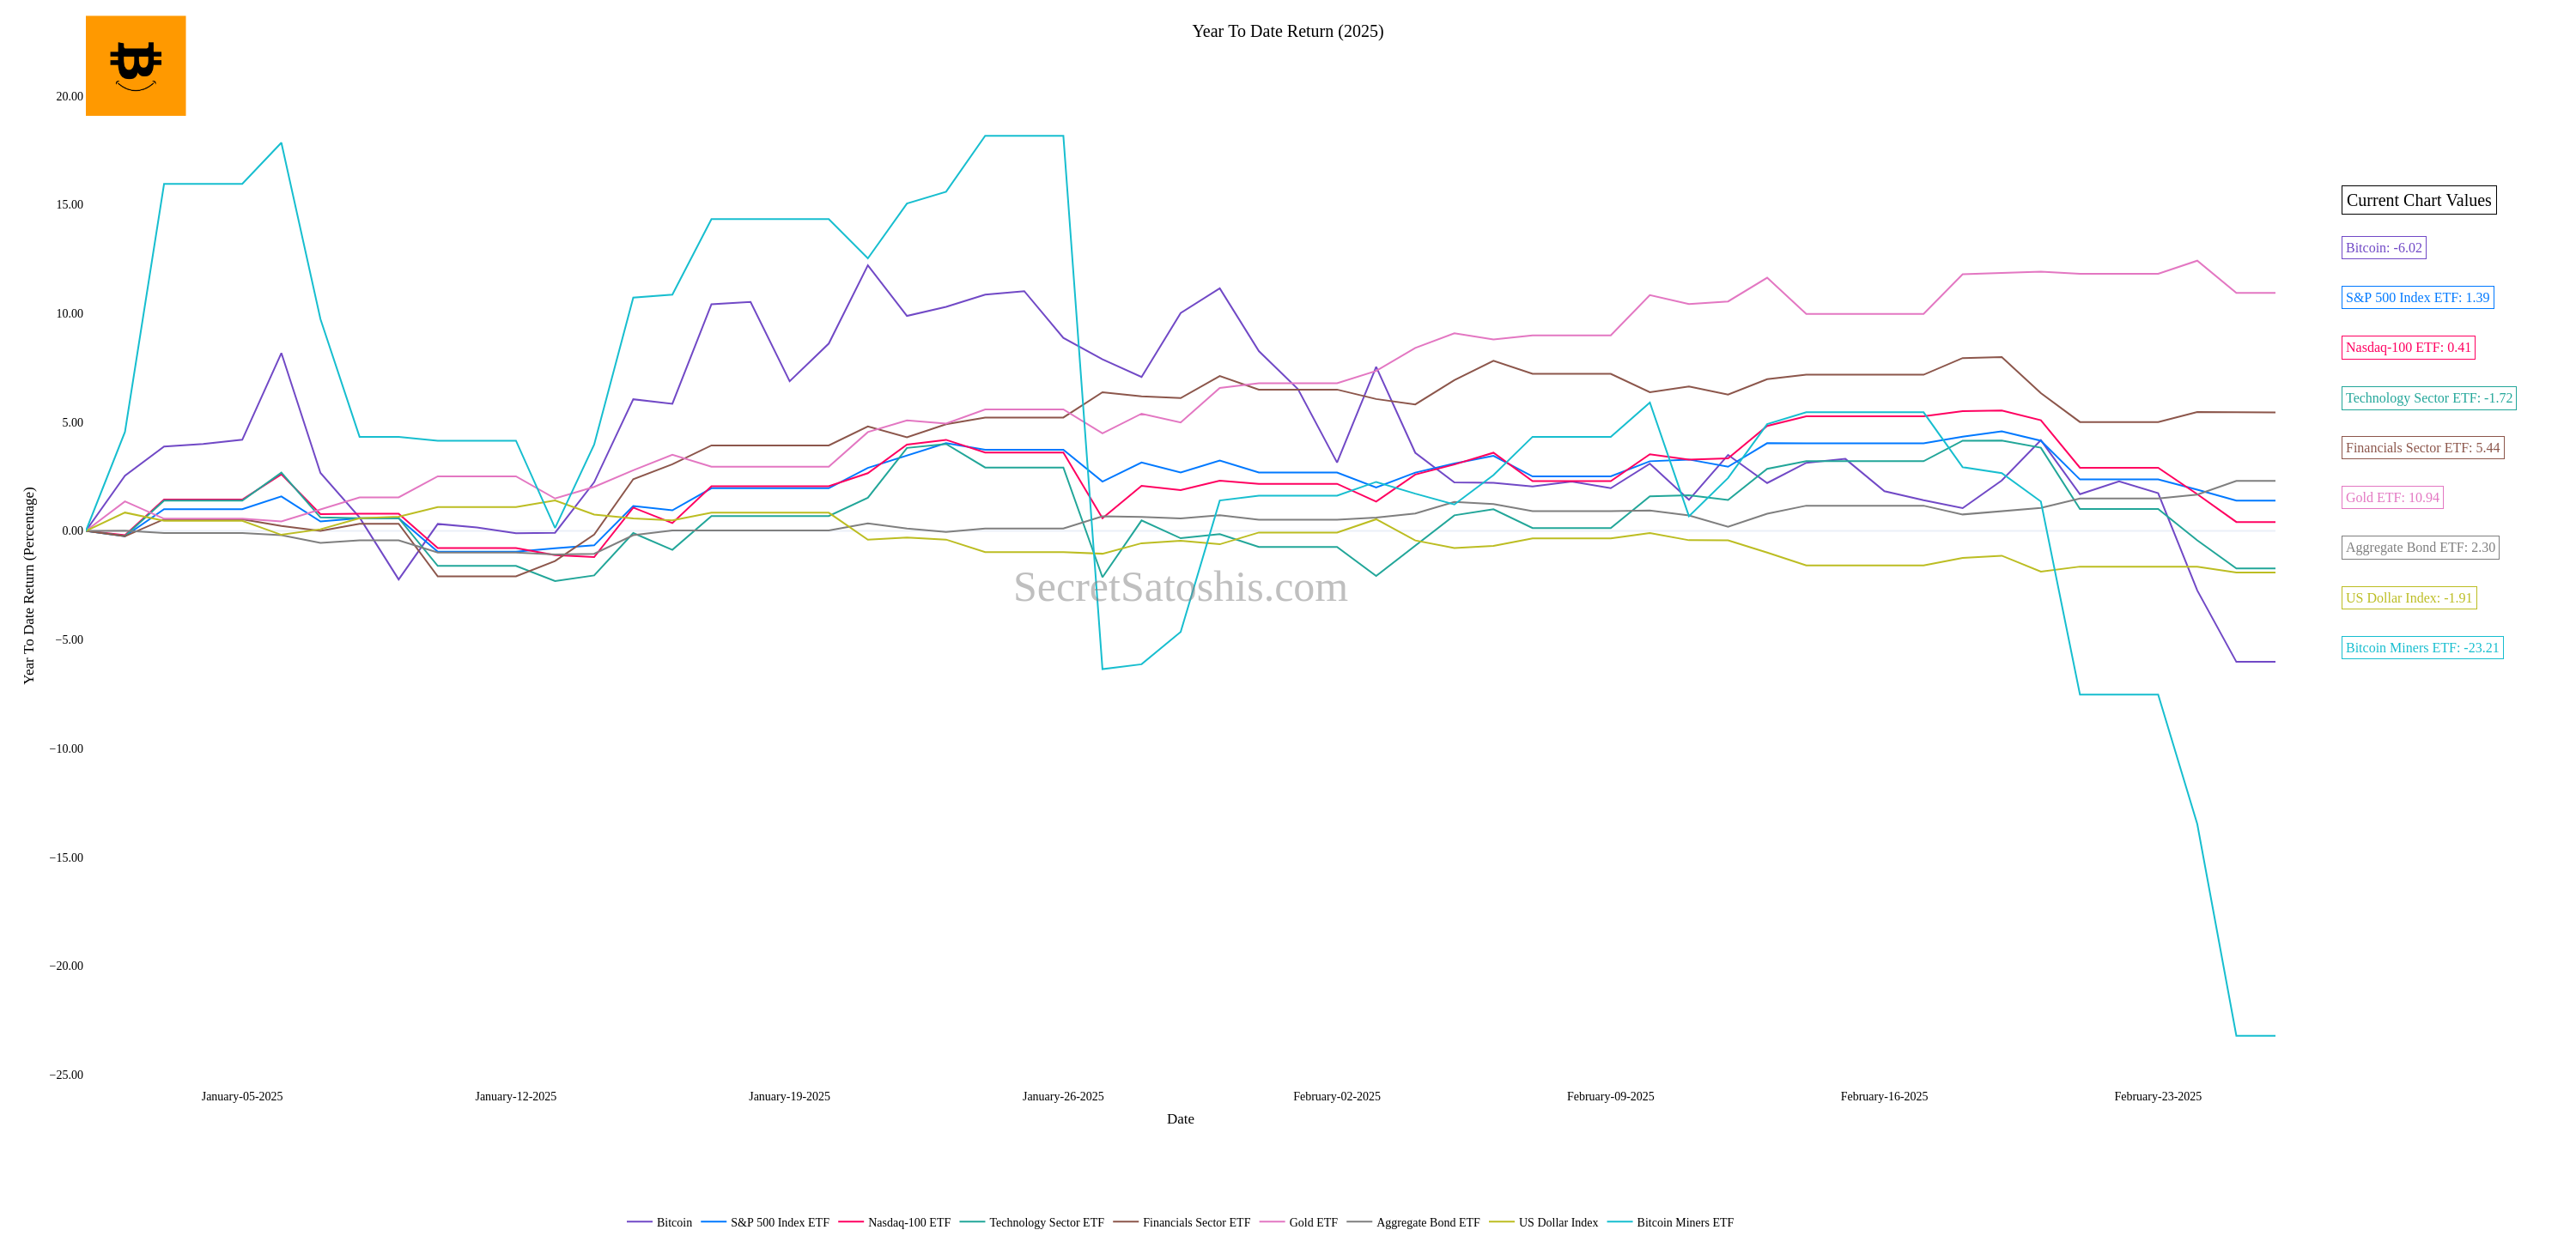 Year To Date Return (2025)
20.00
15.00
10.00
5.00
0.00
−5.00
−10.00
−15.00
−20.00
−25.00
Year To Date Return (Percentage)
SecretSatoshis.com
Current Chart Values
Bitcoin: -6.02
S&P 500 Index ETF: 1.39
Nasdaq-100 ETF: 0.41
Technology Sector ETF: -1.72
Financials Sector ETF: 5.44
Gold ETF: 10.94
Aggregate Bond ETF: 2.30
US Dollar Index: -1.91
Bitcoin Miners ETF: -23.21
January-05-2025 January-12-2025 January-19-2025 January-26-2025 February-02-2025 February-09-2025 February-16-2025 February-23-2025
Date
Bitcoin S&P 500 Index ETF Nasdaq-100 ETF Technology Sector ETF Financials Sector ETF Gold ETF Aggregate Bond ETF US Dollar Index Bitcoin Miners ETF